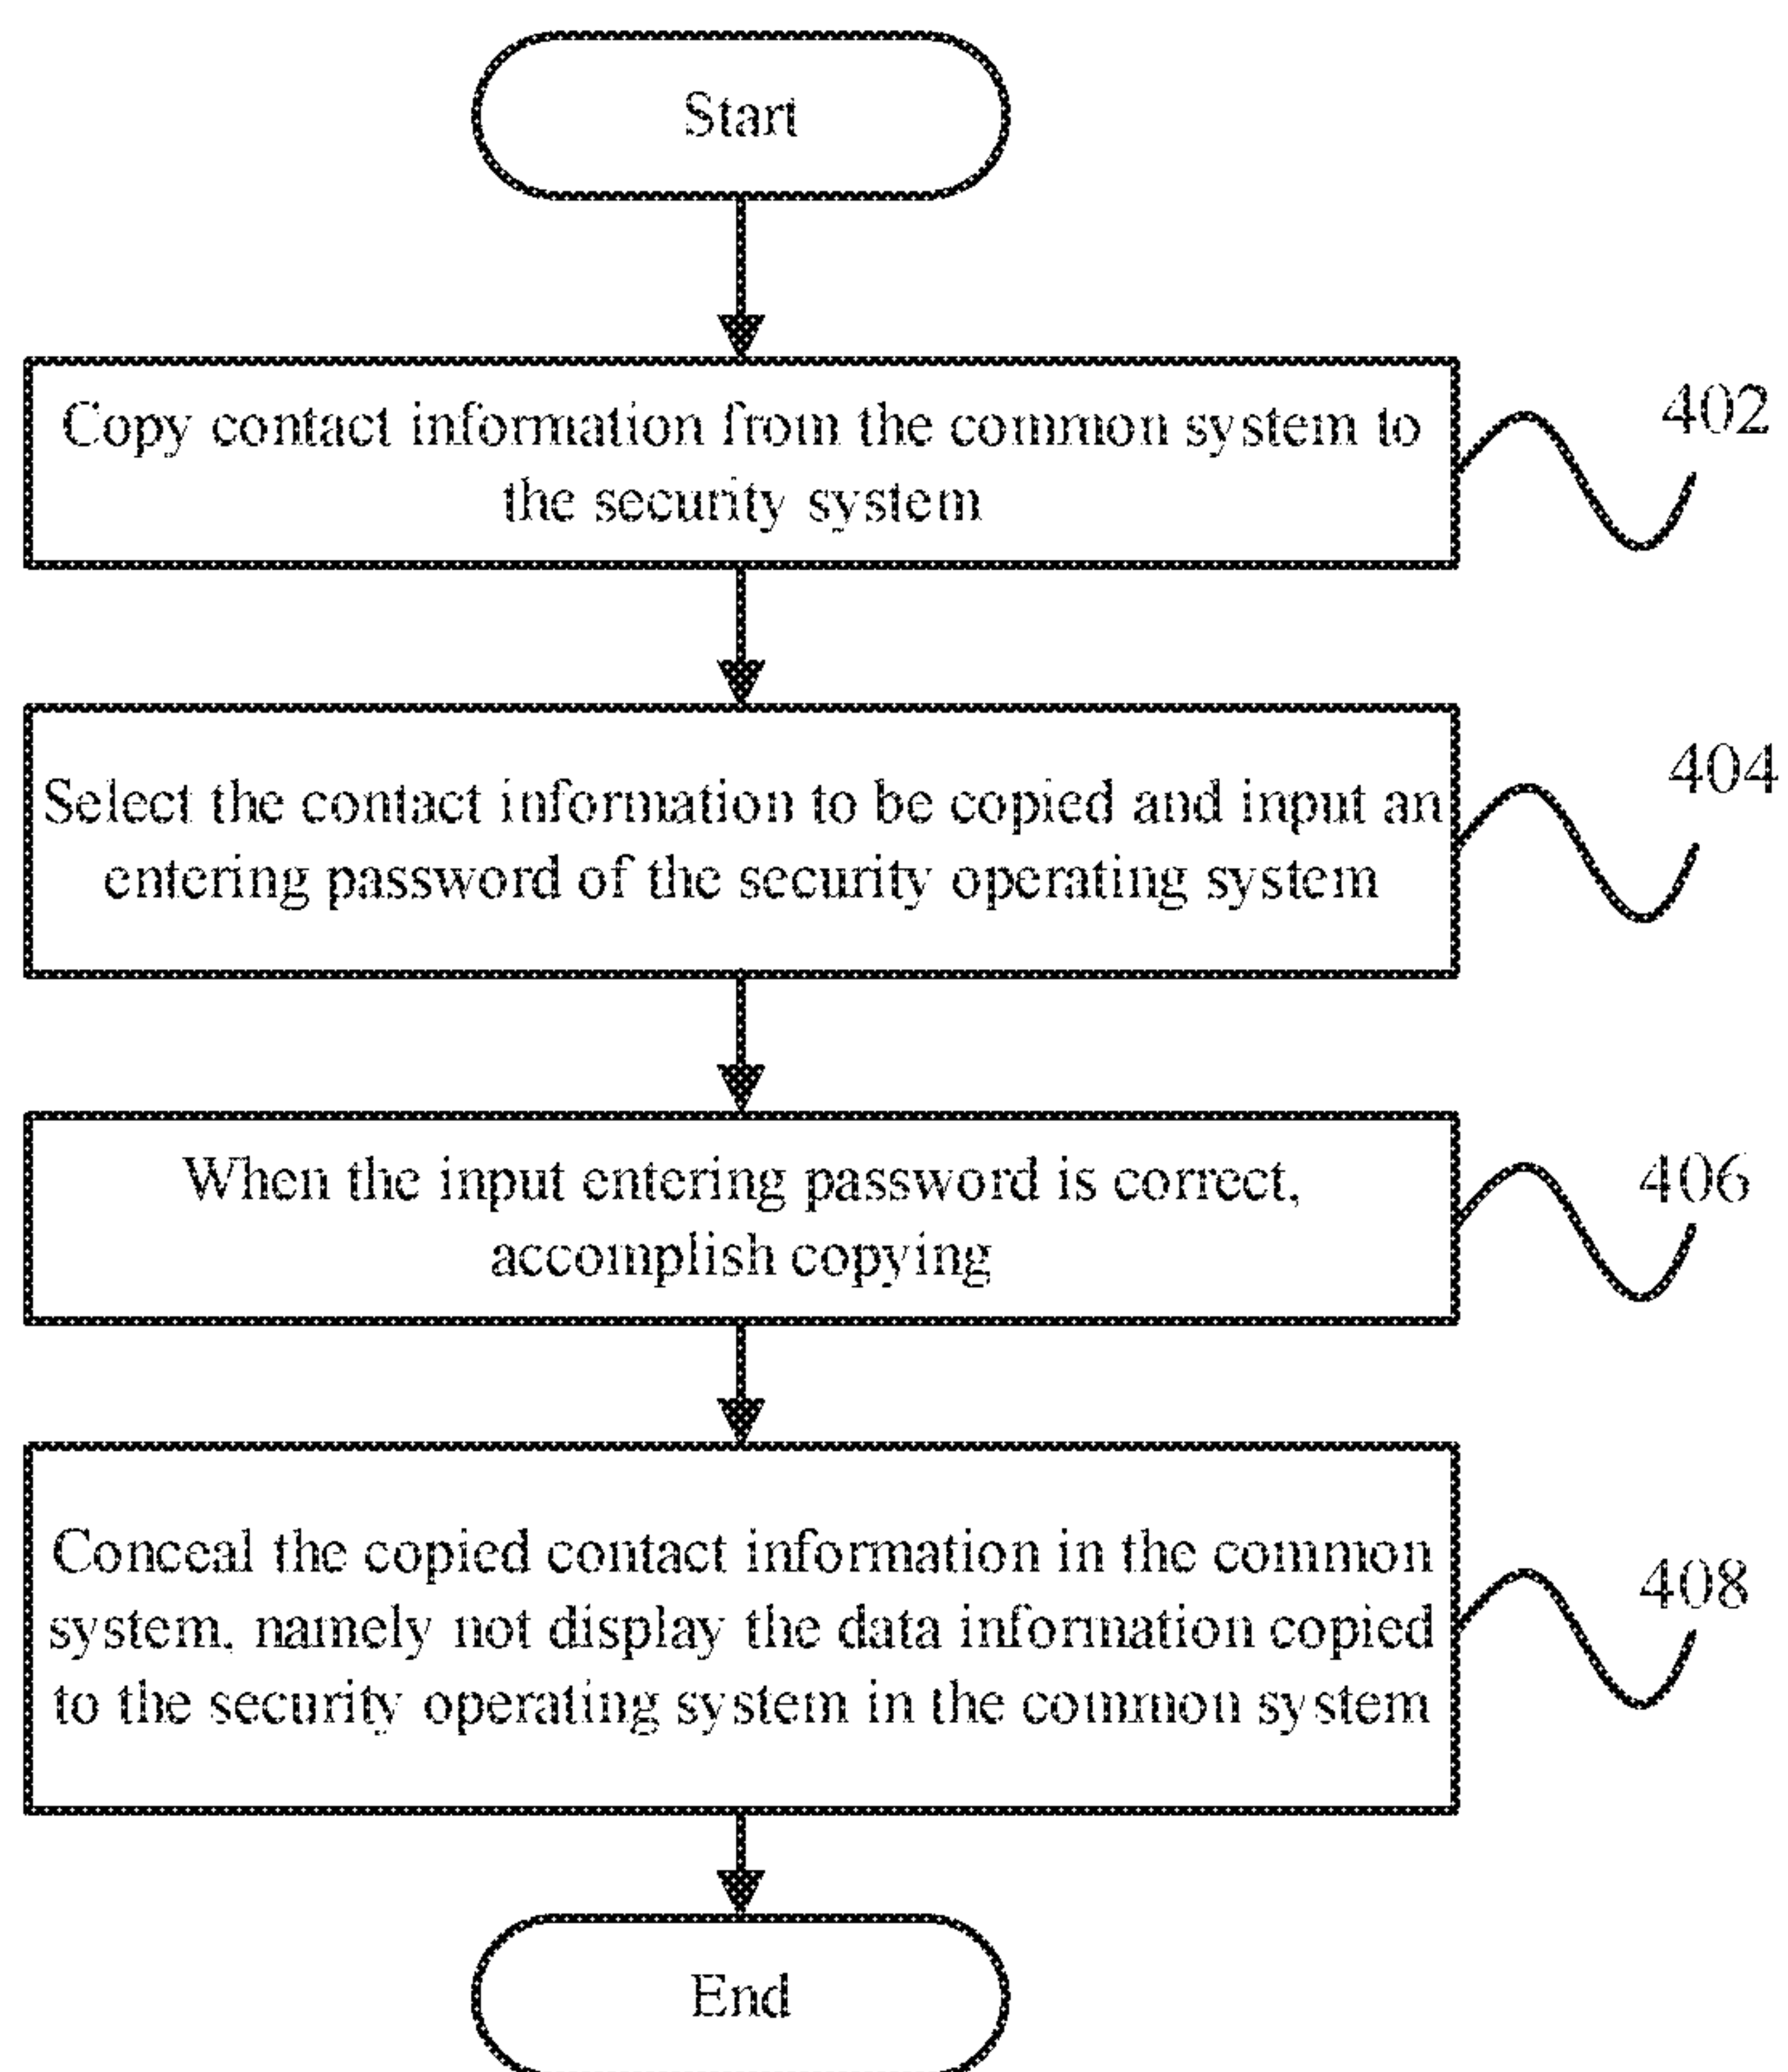 Start
Copy contact information from the common system to
the security system
402
Select the contact information to be copied and input an
entering password of the security operating system
404
When the input entering password is correct,
accomplish copying
406
Conceal the copied contact information in the common
system, namely not display the data information copied
to the security operating system in the common system
408
End